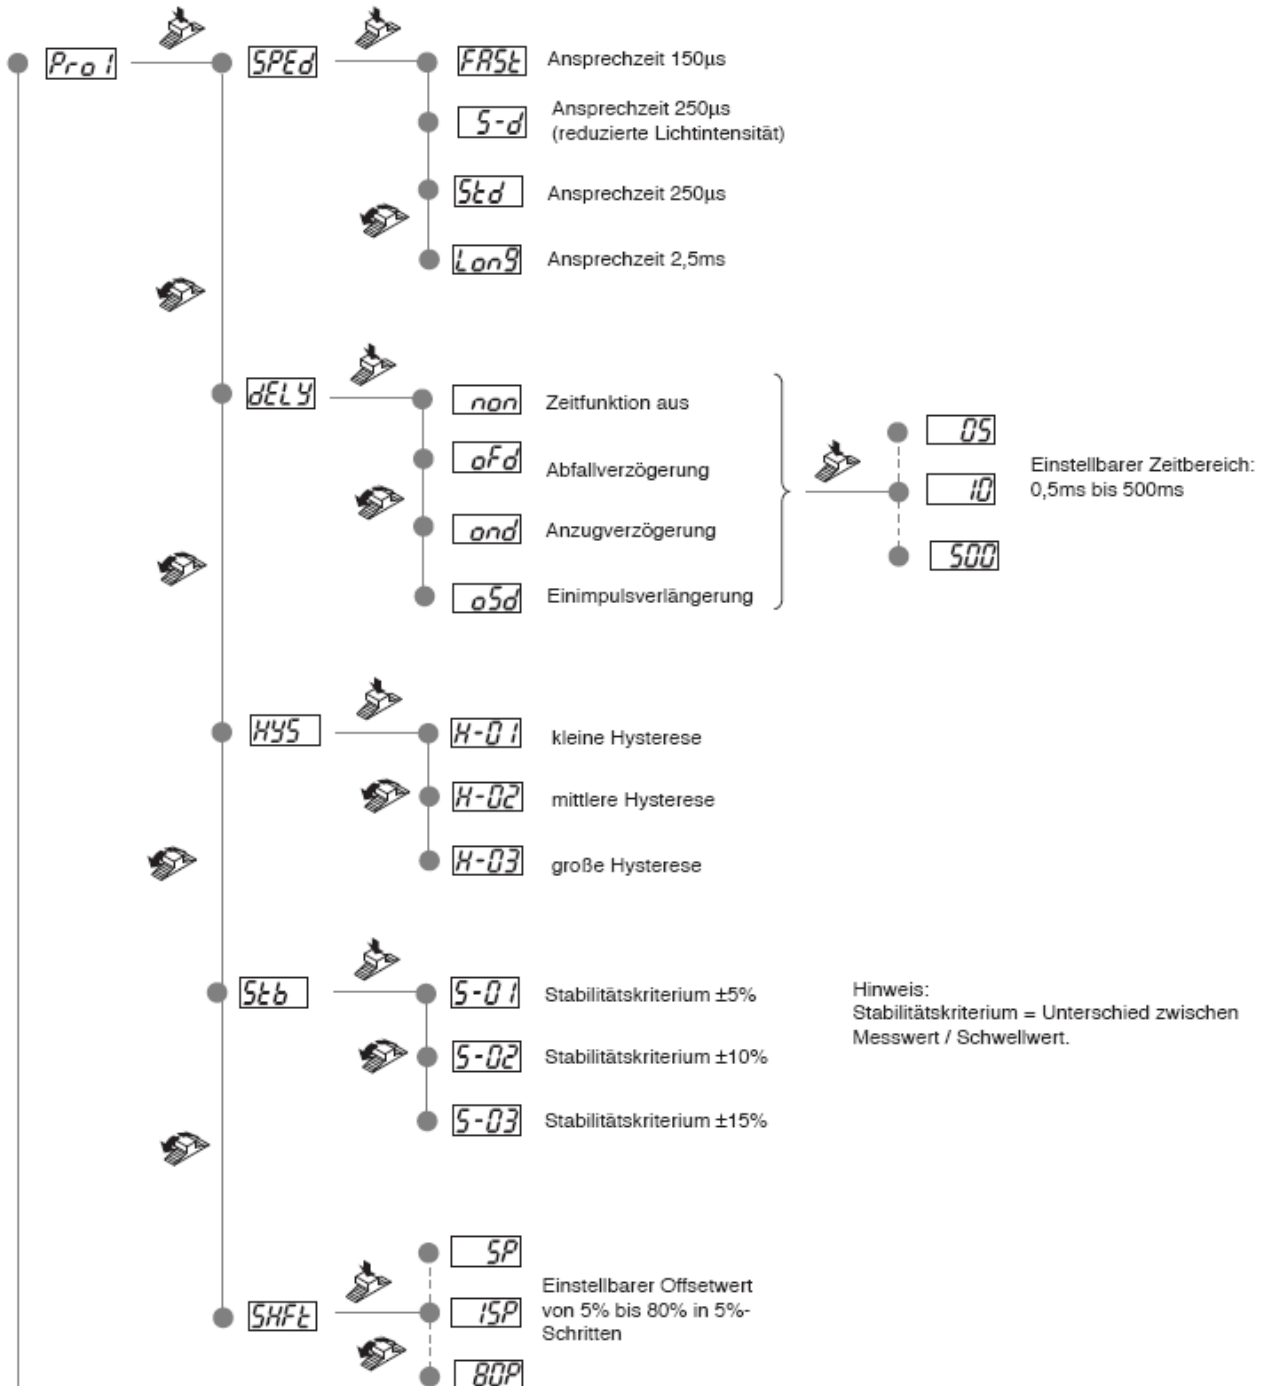 Pro1
SPEd
FASt
Ansprechzeit 150µs
S-d
Ansprechzeit 250µs
(reduzierte Lichtintensität)
Std
Ansprechzeit 250µs
Long
Ansprechzeit 2,5ms
dELY
non
Zeitfunktion aus
oFd
Abfallverzögerung
ond
Anzugverzögerung
oSd
Einimpulsverlängerung
05
10
500
Einstellbarer Zeitbereich:
0,5ms bis 500ms
HYS
H-01
kleine Hysterese
H-02
mittlere Hysterese
H-03
große Hysterese
Stb
S-01
Stabilitätskriterium ±5%
S-02
Stabilitätskriterium ±10%
S-03
Stabilitätskriterium ±15%
Hinweis:
Stabilitätskriterium = Unterschied zwischen
Messwert / Schwellwert.
SHFt
5P
15P
80P
Einstellbarer Offsetwert
von 5% bis 80% in 5%-
Schritten